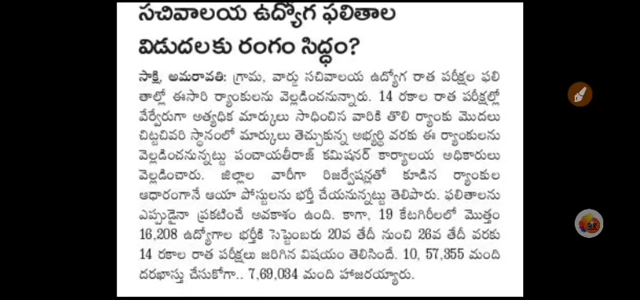 సచివాలయ ఉద్యోగ ఫలితాల
విడుదలకు రంగం సిద్ధం?
సాక్షి, అమరావతి: గ్రామ, వార్డు సచివాలయ ఉద్యోగ రాత పరీక్షల ఫలి
తాల్లో ఈసారి ర్యాంకులను వెల్లడించనున్నారు. 14 రకాల రాత పరీక్షల్లో
వేర్వేరుగా అత్యధిక మార్కులు సాధించిన వారికి తొలి ర్యాంకు మొదలు
చిట్టచివరి స్థానంలో మార్కులు తెచ్చుకున్న అభ్యర్థి వరకు ఈ ర్యాంకులను
వెల్లడించనున్నట్టు పంచాయతీరాజ్ కమిషనర్ కార్యాలయ అధికారులు
వెల్లడించారు. జిల్లాల వారీగా రిజర్వేషన్లతో కూడిన ర్యాంకుల
ఆధారంగానే ఆయా పోస్టులను భర్తీ చేయనున్నట్టు తెలిపారు. ఫలితాలను
ఎప్పుడైనా ప్రకటించే అవకాశం ఉంది. కాగా, 19 కేటగిరీలలో మొత్తం
16,208 ఉద్యోగాల భర్తీకి సెప్టెంబరు 20వ తేదీ నుంచి 26వ తేదీ వరకు
14 రకాల రాత పరీక్షలు జరిగిన విషయం తెలిసిందే. 10, 57,355 మంది
దరఖాస్తు చేసుకోగా.. 7,69,034 మంది హాజరయ్యారు.